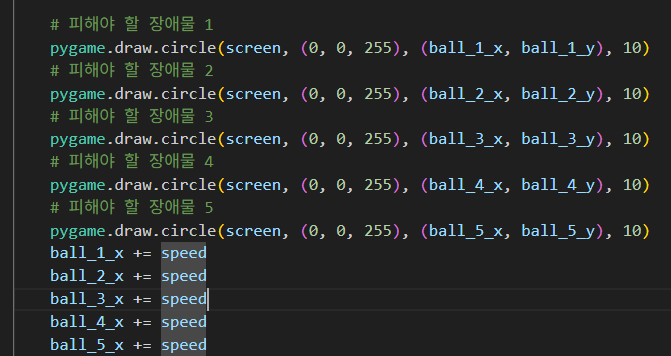 # 피해야 할 장애물 1
pygame.draw.circle(screen, (0, 0, 255), (ball_1_x, ball_1_y), 10)
# 피해야 할 장애물 2
pygame.draw.circle(screen, (0, 0, 255), (ball_2_x, ball_2_y), 10)
# 피해야 할 장애물 3
pygame.draw.circle(screen, (0, 0, 255), (ball_3_x, ball_3_y), 10)
# 피해야 할 장애물 4
pygame.draw.circle(screen, (0, 0, 255), (ball_4_x, ball_4_y), 10)
# 피해야 할 장애물 5
pygame.draw.circle(screen, (0, 0, 255), (ball_5_x, ball_5_y), 10)
ball_1_x += speed
ball_2_x += speed
ball_3_x += speed
ball_4_x += speed
ball_5_x += speed